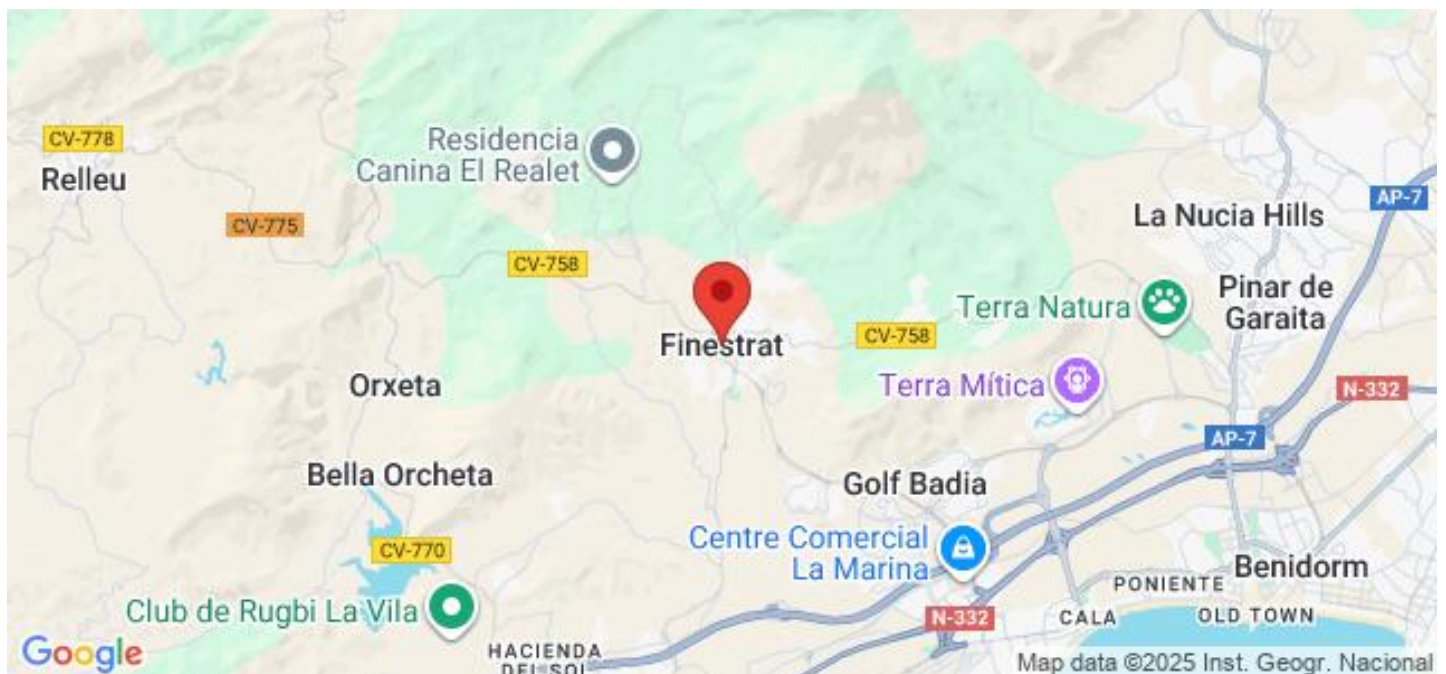 CV-778
Relleu
Residencia
Canina El Realet
AP-7
La Nucia Hills
CV-775
CV-758
Terra Natura
Pinar de
Garaita
Finestrat
CV-758
Orxeta
Terra Mítica
N-332
AP-7
Bella Orcheta
Golf Badia
Centre Comercial
La Marina
CV-770
Benidorm
PONIENTE
Club de Rugbi La Vila
N-332
CALA
OLD TOWN
HACIENDA
DEL SOL
Google
Map data ©2025 Inst. Geogr. Nacional